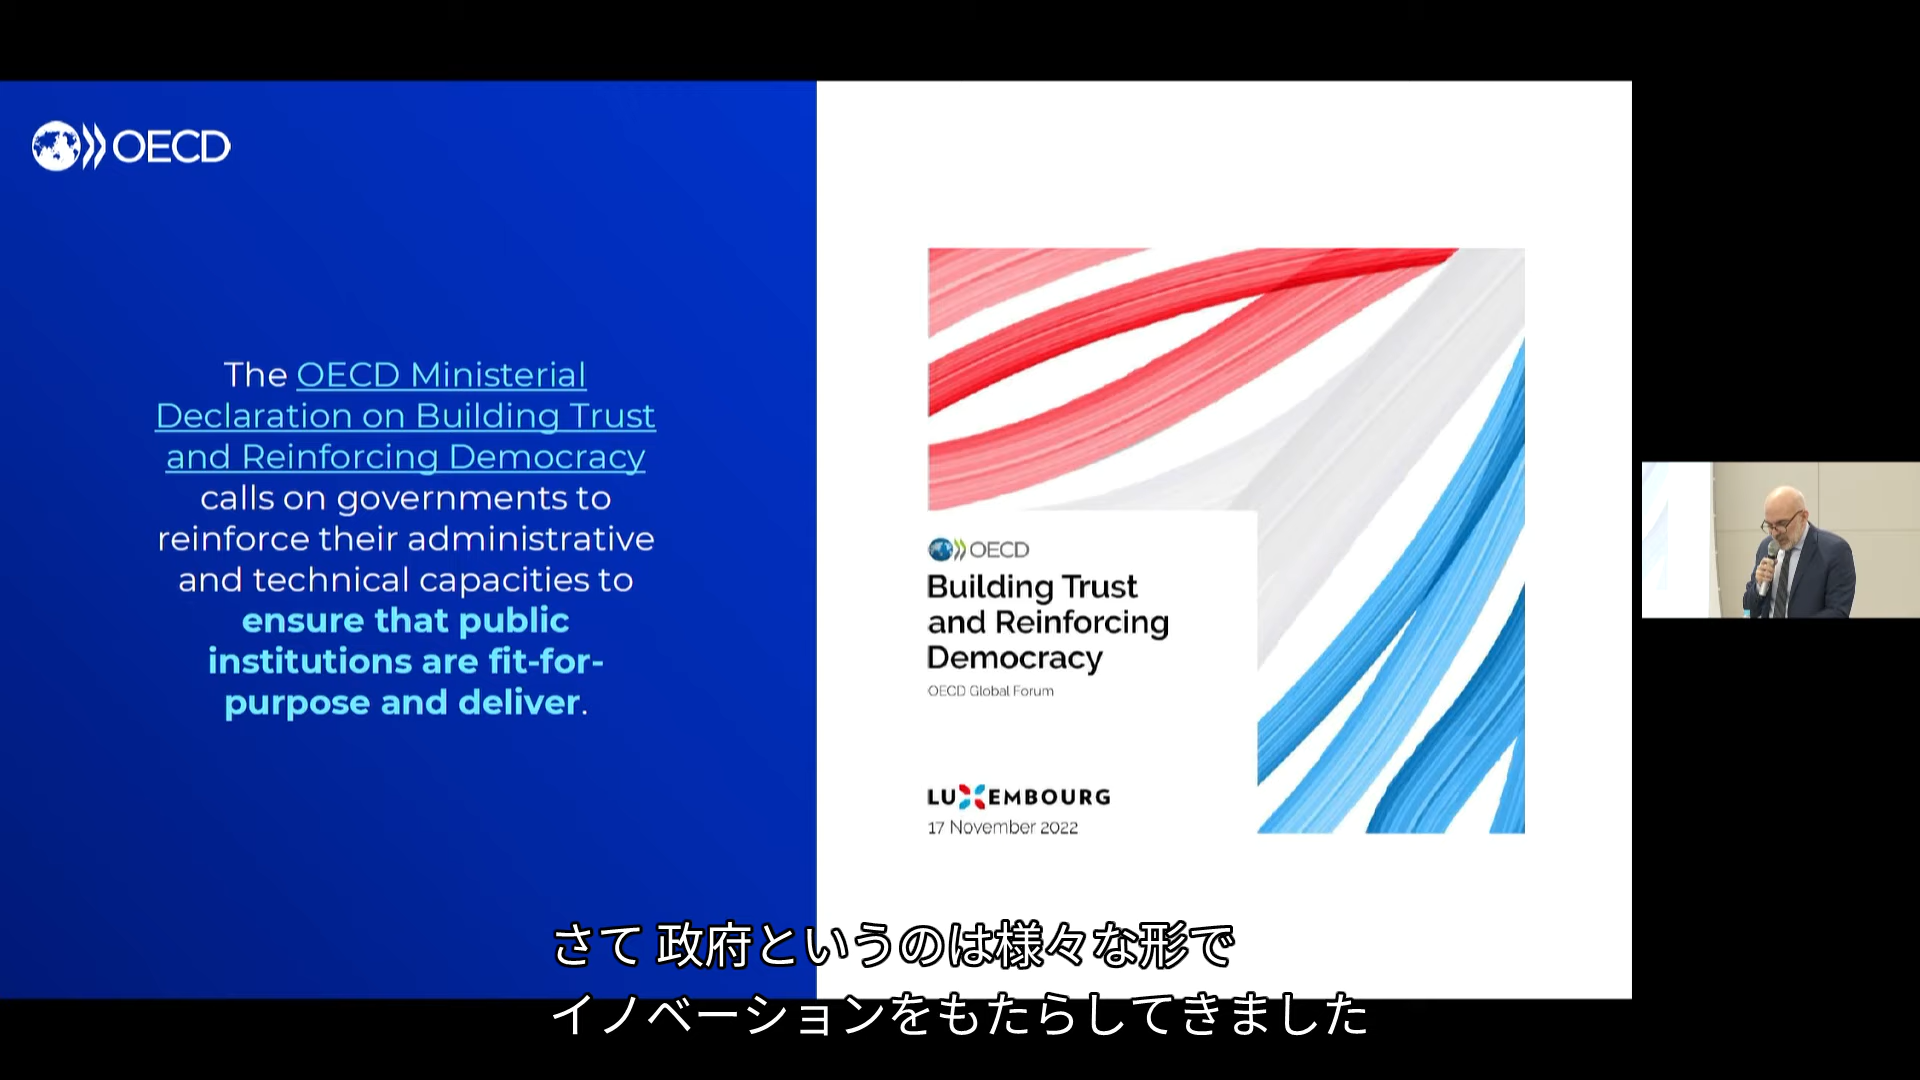 OECD
The OECD Ministerial
Declaration on Building Trust
and Reinforcing Democracy
calls on governments to
reinforce their administrative
and technical capacities to
ensure that public
institutions are fit-for-
purpose and deliver.
OECD
Building Trust
and Reinforcing
Democracy
OECD Global Forum
LUXEMBOURG
17 November 2022
さて 政府というのは様々な形で
イノベーションをもたらしてきました